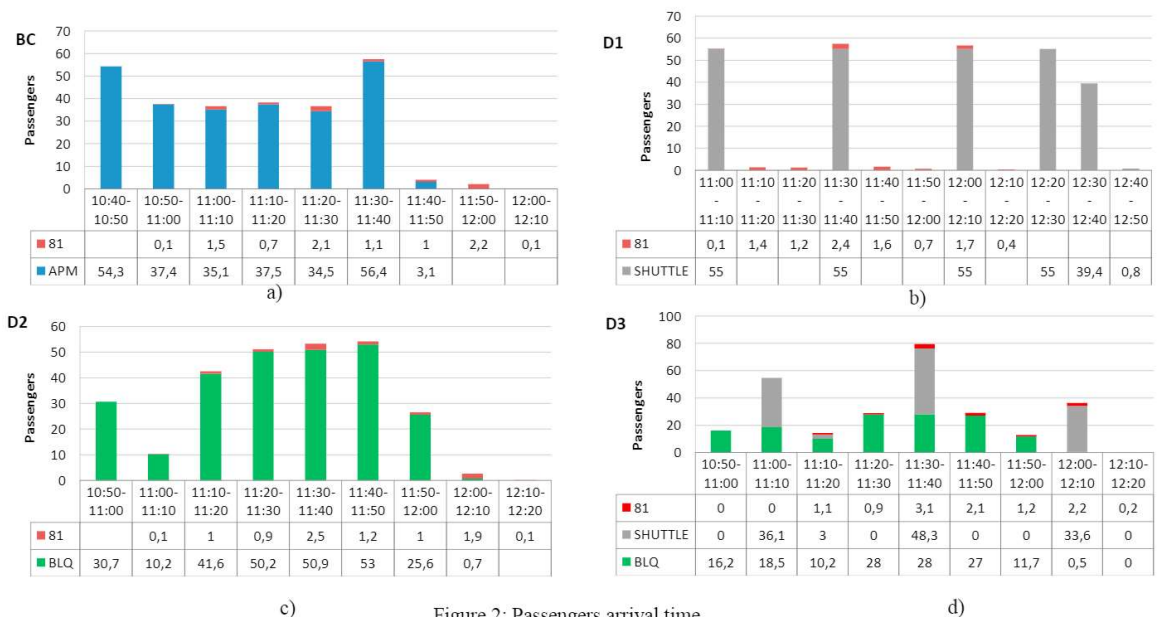 BC
Passengers
70
60
50
40
30
20
10
0
10:40-10:50 10:50-11:00 11:00-11:10 11:10-11:20 11:20-11:30 11:30-11:40 11:40-11:50 11:50-12:00 12:00-12:10
81 0,1 1,5 0,7 2,1 1,1 1 2,2 0,1
APM 54,3 37,4 35,1 37,5 34,5 56,4 3,1
a)
D1
Passengers
70
60
50
40
30
20
10
0
11:00 11:10 11:20 11:30 11:40 11:50 12:00 12:10 12:20 12:30 12:40
- - - - - - - - - - -
11:10 11:20 11:30 11:40 11:50 12:00 12:10 12:20 12:30 12:40 12:50
81 0,1 1,4 1,2 2,4 1,6 0,7 1,7 0,4
SHUTTLE 55 55 55 55 39,4 0,8
b)
D2
Passengers
60
50
40
30
20
10
0
10:50- 11:00- 11:10- 11:20- 11:30- 11:40- 11:50- 12:00- 12:10-
11:00 11:10 11:20 11:30 11:40 11:50 12:00 12:10 12:20
81 0,1 1 0,9 2,5 1,2 1 1,9 0,1
BLQ 30,7 10,2 41,6 50,2 50,9 53 25,6 0,7
c)
D3
Passengers
100
80
60
40
20
0
10:50- 11:00- 11:10- 11:20- 11:30- 11:40- 11:50- 12:00- 12:10-
11:00 11:10 11:20 11:30 11:40 11:50 12:00 12:10 12:20
81 0 0 1,1 0,9 3,1 2,1 1,2 2,2 0,2
SHUTTLE 0 36,1 3 0 48,3 0 0 33,6 0
BLQ 16,2 18,5 10,2 28 28 27 11,7 0,5 0
d)
Figure 2: Passengers arrival time